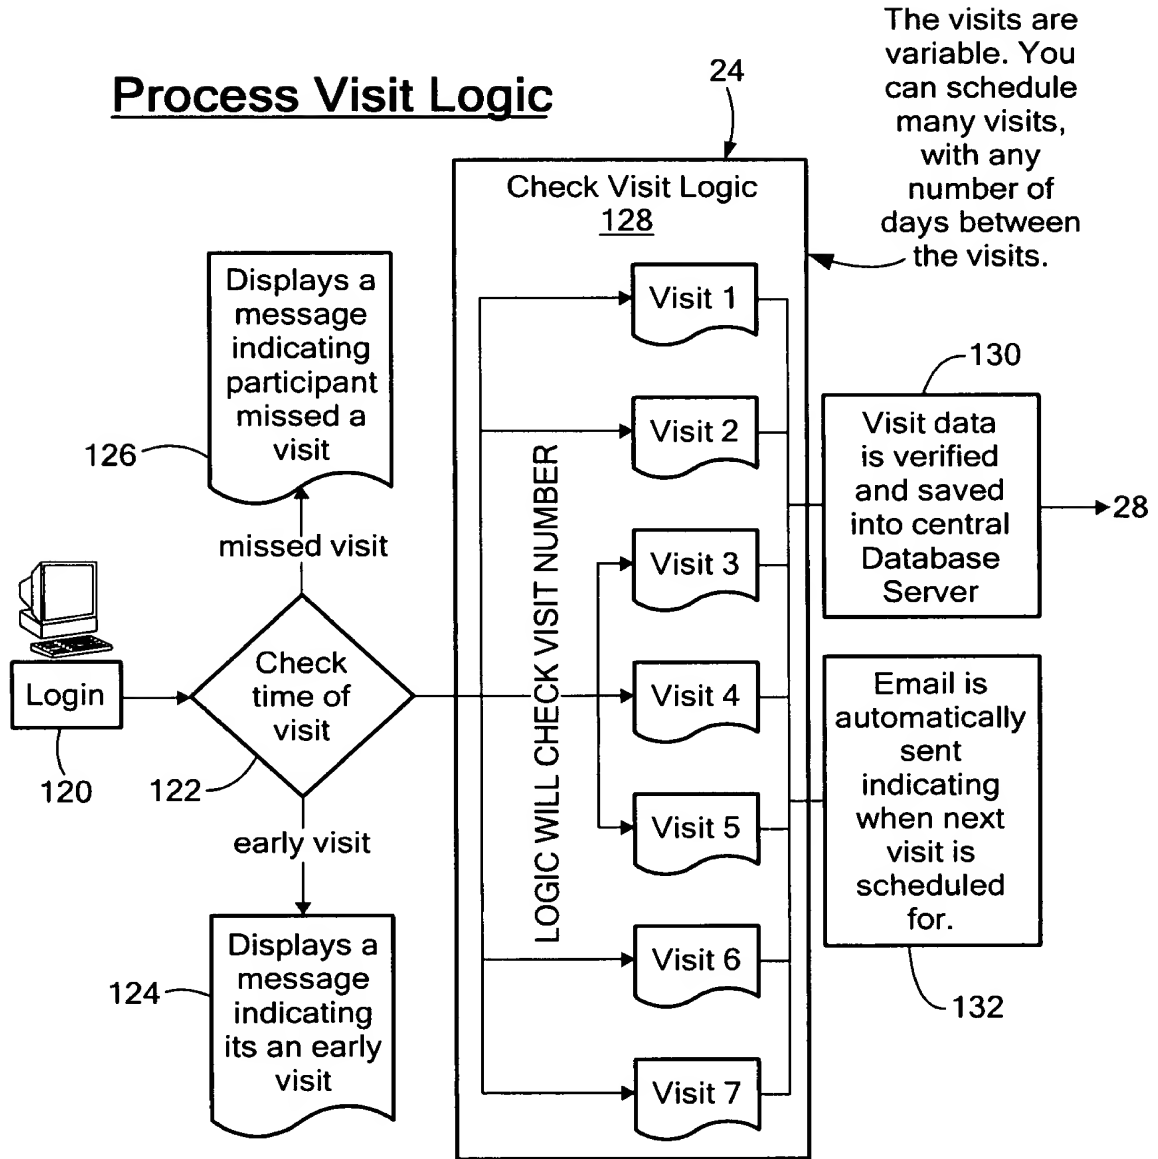 The visits are
variable. You
can schedule
many visits,
with any
number of
days between
the visits.
24
Process Visit Logic
Check Visit Logic
128
Displays a
message
indicating
participant
missed a
visit
126
missed visit
Login
120
Check
time of
visit
122
early visit
Displays a
message
indicating
its an early
visit
124
LOGIC WILL CHECK VISIT NUMBER
Visit 1
Visit 2
Visit 3
Visit 4
Visit 5
Visit 6
Visit 7
130
Visit data
is verified
and saved
into central
Database
Server
28
Email is
automatically
sent
indicating
when next
visit is
scheduled
for.
132